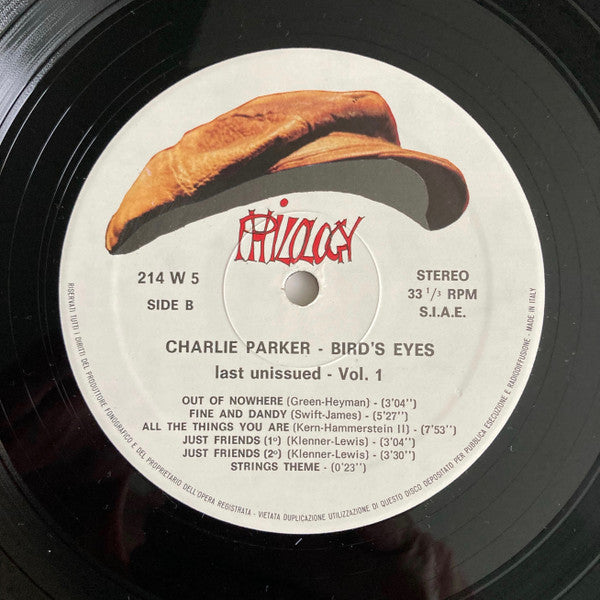 PHILOLOGY
214 W 5
SIDE B
STEREO
33 1/3 RPM
S.I.A.E.
CHARLIE PARKER - BIRD'S EYES
last unissued - Vol. 1
OUT OF NOWHERE (Green-Heyman) - (3'04'')
FINE AND DANDY (Swift-James) - (5'27'')
ALL THE THINGS YOU ARE (Kern-Hammerstein II) - (7'53'')
JUST FRIENDS (1º) (Klenner-Lewis) - (3'04'')
JUST FRIENDS (2º) (Klenner-Lewis) - (3'30'')
STRINGS THEME - (0'23'')
RISERVATI TUTTI I DIRITTI DEL PRODUTTORE FONOGRAFICO E DEL PROPRIETARIO DELL'OPERA REGISTRATA - VIETATA DUPLICAZIONE UTILIZZAZIONE DI QUESTO DISCO DEPOSITATO PER PUBBLICA ESECUZIONE E RADIODIFFUSIONE - MADE IN ITALY